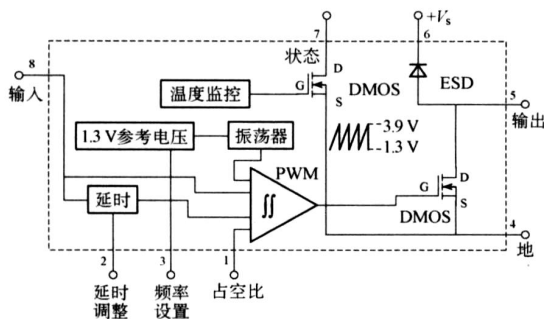 7
+Vs
6
8
输入
状态
D
G
S
DMOS
ESD
温度监控
5
输出
1.3 V参考电压
振荡器
3.9 V
1.3 V
PWM
∬
延时
D
G
S
DMOS
4
地
2
3
1
延时
调整
频率
设置
占空比